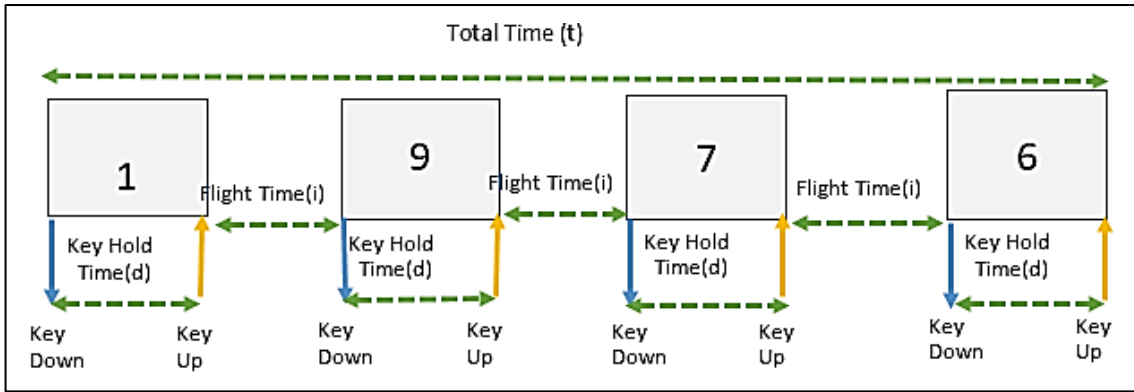 Total Time (t)
1
9
7
6
Flight Time(i)
Flight Time(i)
Flight Time(i)
Key Hold
Time(d)
Key Hold
Time(d)
Key Hold
Time(d)
Key Hold
Time(d)
Key
Down
Key
Up
Key
Down
Key
Up
Key
Down
Key
Up
Key
Down
Key
Up